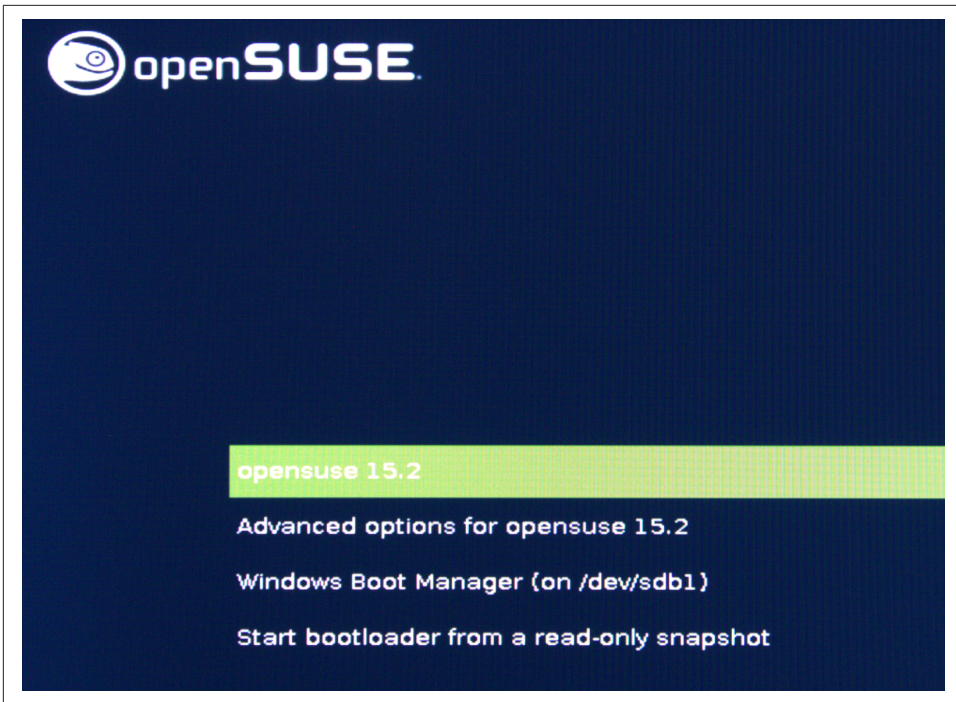 openSUSE.
opensuse 15.2
Advanced options for opensuse 15.2
Windows Boot Manager (on /dev/sdb1)
Start bootloader from a read-only snapshot